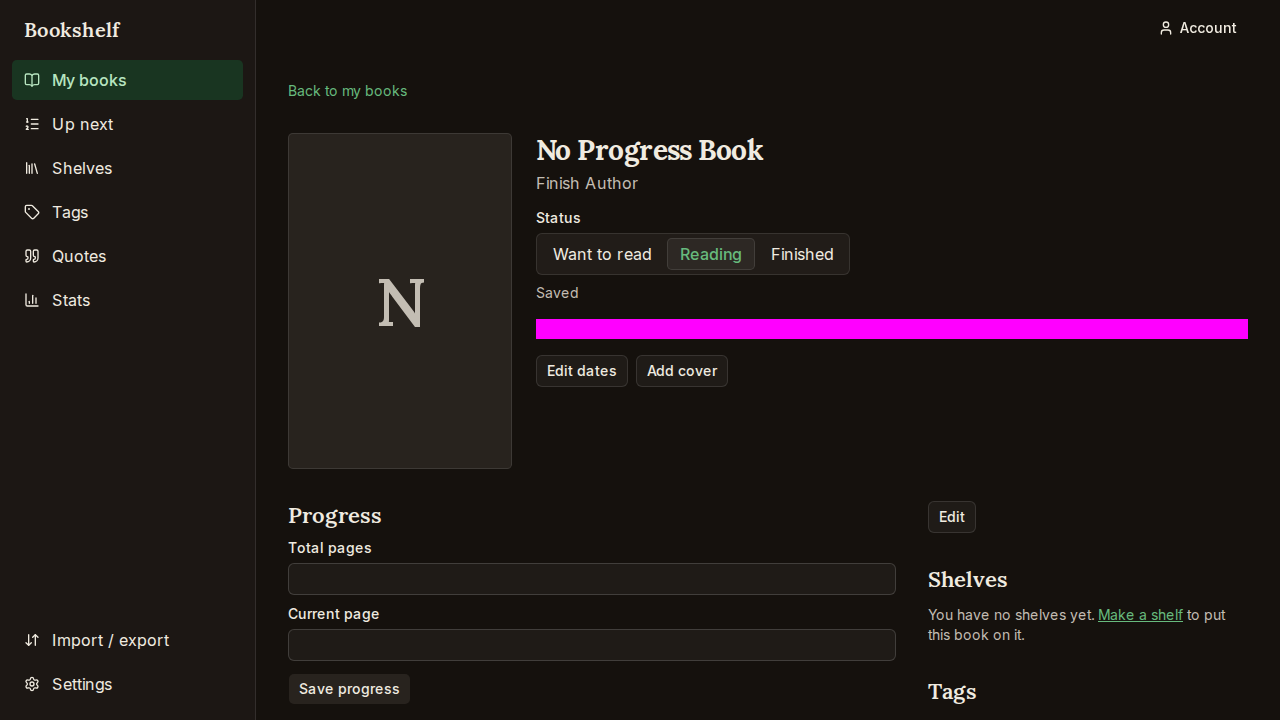 Bookshelf
My books
Up next
Shelves
Tags
Quotes
Stats
Import / export
Settings
Account
Back to my books
N
No Progress Book
Finish Author
Status
Want to read
Reading
Finished
Saved
Edit dates
Add cover
Progress
Total pages
Current page
Save progress
Edit
Shelves
You have no shelves yet. Make a shelf to put
this book on it.
Tags